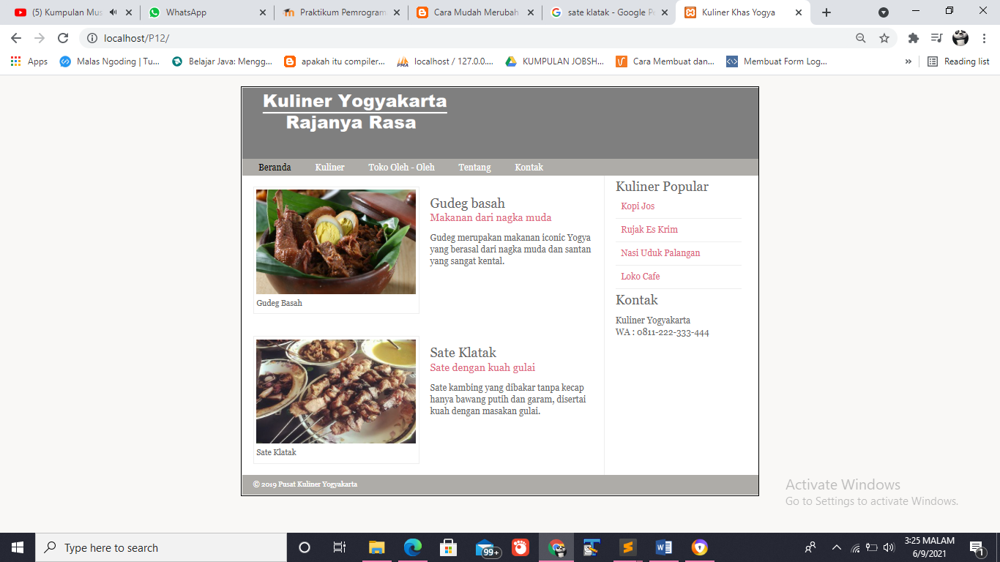 (5) Kumpulan Mus
WhatsApp
Praktikum Pemrogram
Cara Mudah Merubah
sate klatak - Google P
Kuliner Khas Yogya
localhost/P12/
Apps
Malas Ngoding | Tu...
Belajar Java: Mengg...
apakah itu compiler...
localhost / 127.0.0....
KUMPULAN JOBSH...
Cara Membuat dan...
Membuat Form Log...
»
Reading list
Kuliner Yogyakarta
Rajanya Rasa
Beranda
Kuliner
Toko Oleh - Oleh
Tentang
Kontak
Gudeg Basah
Gudeg basah
Makanan dari nagka muda
Gudeg merupakan makanan iconic Yogya
yang berasal dari nagka muda dan santan
yang sangat kental.
Sate Klatak
Sate Klatak
Sate dengan kuah gulai
Sate kambing yang dibakar tanpa kecap
hanya bawang putih dan garam, disertai
kuah dengan masakan gulai.
Kuliner Popular
Kopi Jos
Rujak Es Krim
Nasi Uduk Palangan
Loko Cafe
Kontak
Kuliner Yogyakarta
WA : 0811-222-333-444
© 2019 Pusat Kuliner Yogyakarta
Activate Windows
Go to Settings to activate Windows.
Type here to search
99+
3:25 MALAM
6/9/2021
1